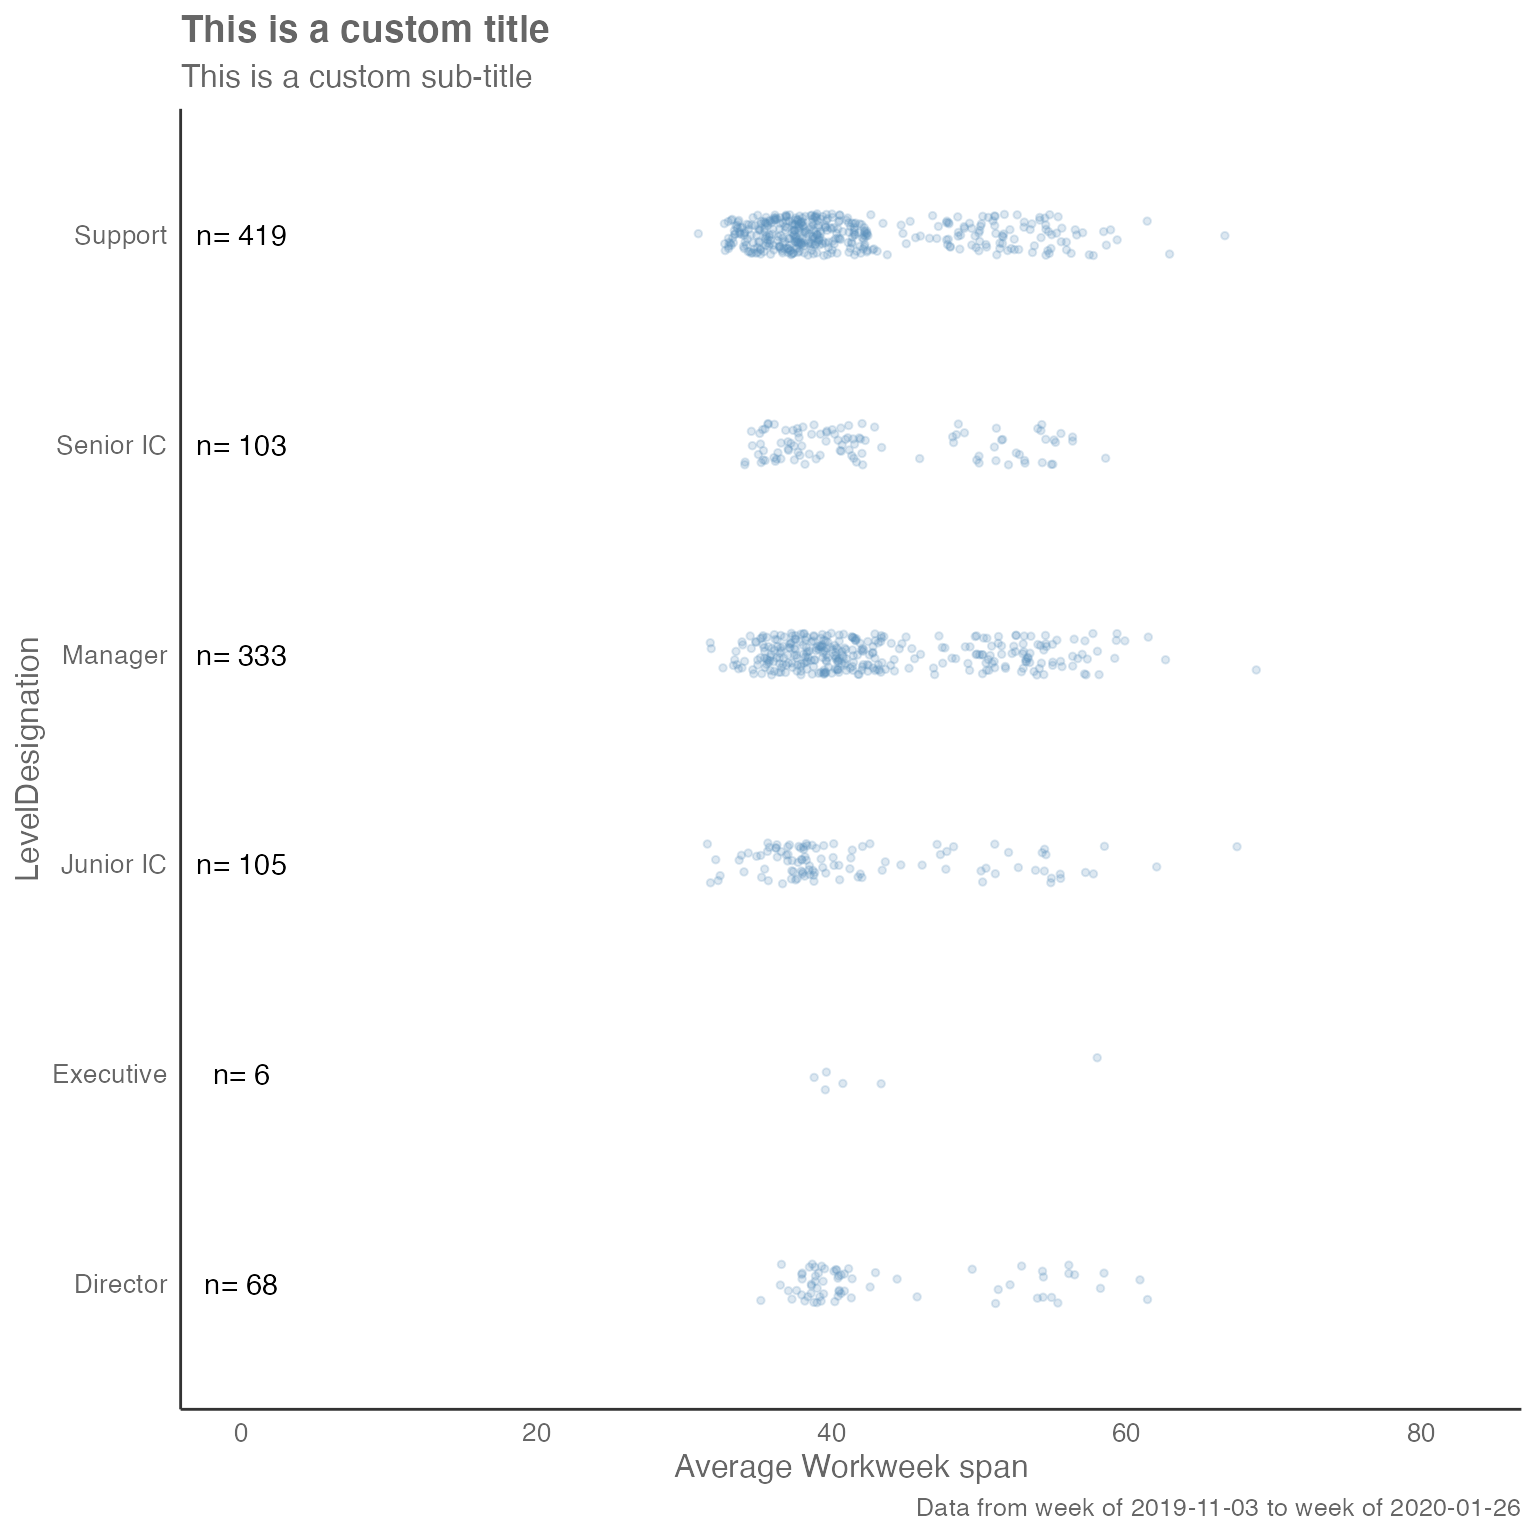 This is a custom title
This is a custom sub-title
LevelDesignation
Support n= 419
Senior IC n= 103
Manager n= 333
Junior IC n= 105
Executive n= 6
Director n= 68
0 20 40 60 80
Average Workweek span
Data from week of 2019-11-03 to week of 2020-01-26